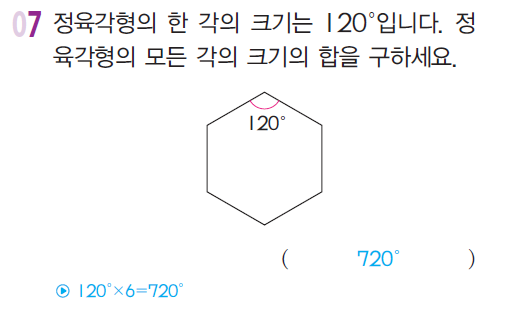 07 정육각형의 한 각의 크기는 120°입니다. 정
육각형의 모든 각의 크기의 합을 구하세요.
120°
( 720° )
▶ 120°×6=720°